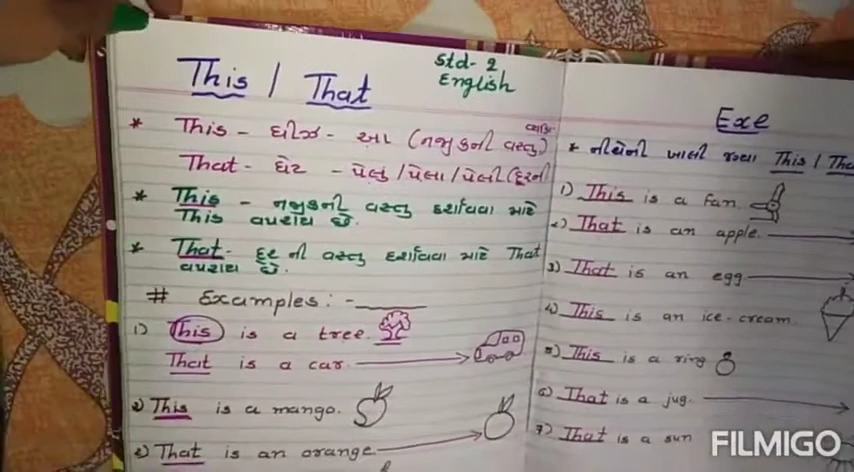 This / That
Std- 2
English
* This - ધીઝ - આ (નજીકની વસ્તુ)
That - ધેટ - પેલું/પેલા/પેલી (દૂરની
* This - નજીકની વસ્તુ દર્શાવવા માટે
This વપરાય છે.
* That - દૂર ની વસ્તુ દર્શાવવા માટે That
વપરાય છે.
# Examples :-
1) This is a tree.
That is a car.
2) This is a mango.
2) That is an orange.
Exe
* નીચેની ખાલી જગ્યા This / Tha
1) This is a fan.
2) That is an apple.
3) That is an egg
4) This is an ice-cream.
5) This is a ring
6) That is a jug.
7) That is a sun
FILMIGO